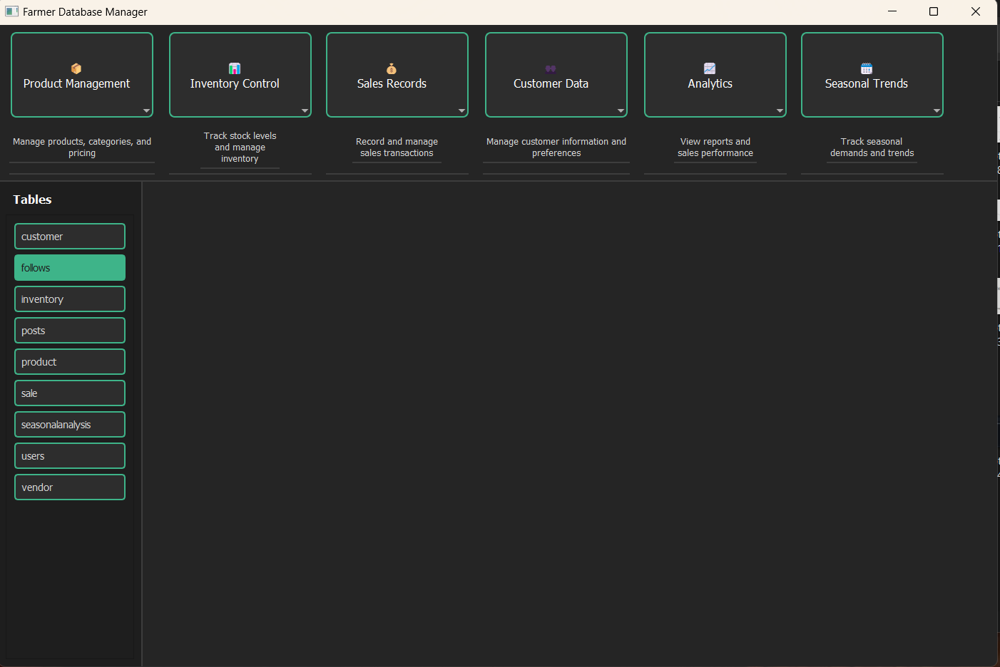 Farmer Database Manager
Product Management
Inventory Control
Sales Records
Customer Data
Analytics
Seasonal Trends
Manage products, categories, and
pricing
Track stock levels
and manage
inventory
Record and manage
sales transactions
Manage customer information and
preferences
View reports and
sales performance
Track seasonal
demands and trends
Tables
customer
follows
inventory
posts
product
sale
seasonalanalysis
users
vendor